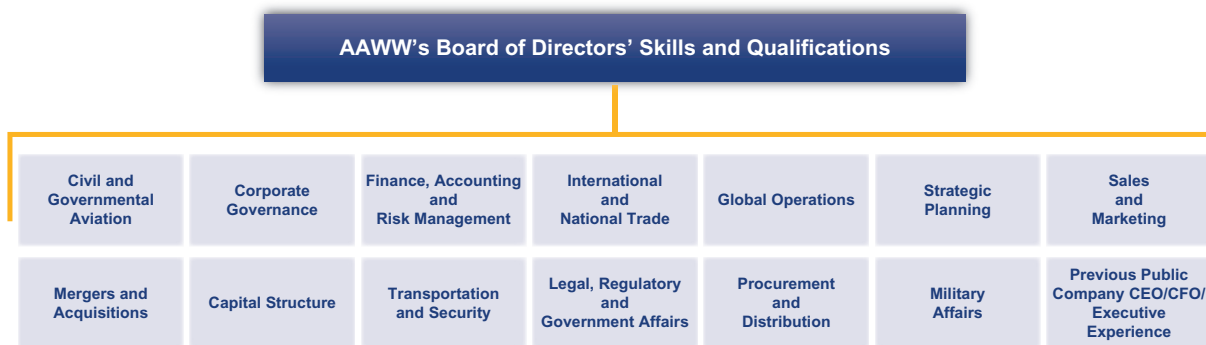 AAWW’s Board of Directors’ Skills and Qualifications
Civil and
Governmental
Aviation
Corporate
Governance
Finance, Accounting
and
Risk Management
International
and
National Trade
Global Operations
Strategic
Planning
Sales
and
Marketing
Mergers and
Acquisitions
Capital Structure
Transportation
and Security
Legal, Regulatory
and
Government Affairs
Procurement
and
Distribution
Military
Affairs
Previous Public
Company CEO/CFO/
Executive
Experience